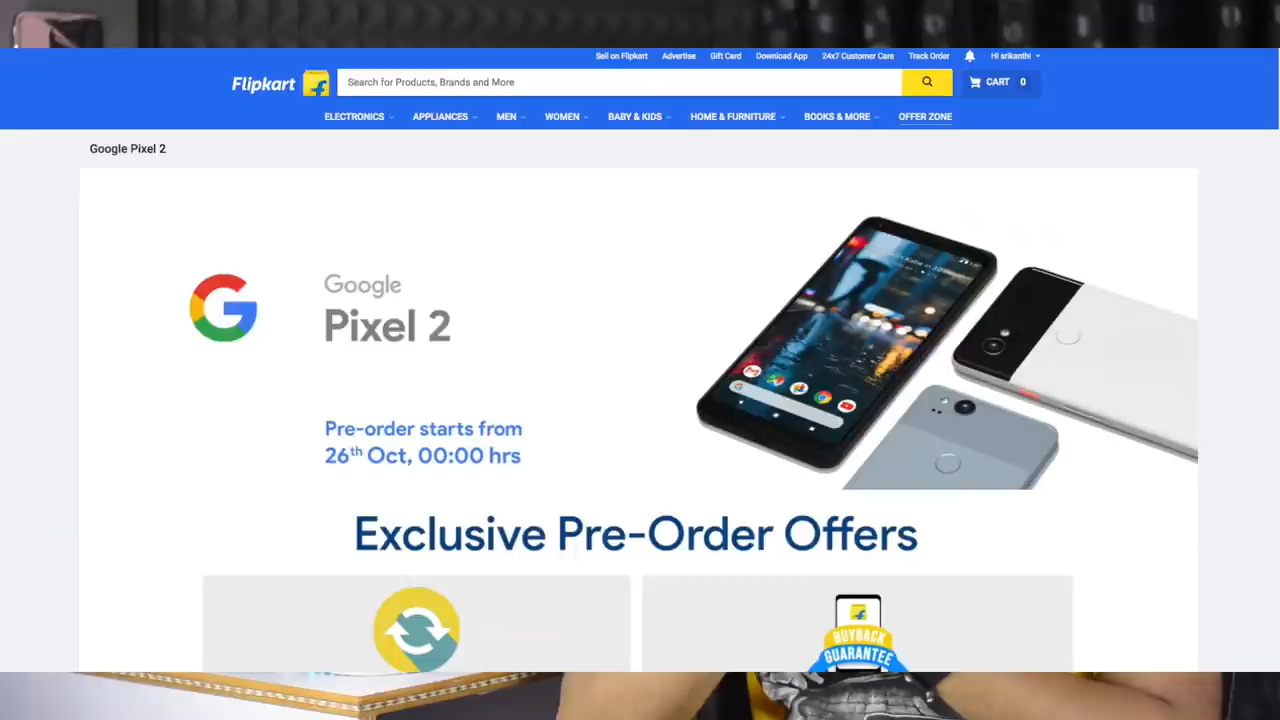 Sell on Flipkart Advertise Gift Card Download App 24x7 Customer Care Track Order Hi srikanthi
Flipkart Search for Products, Brands and More CART 0
ELECTRONICS APPLIANCES MEN WOMEN BABY & KIDS HOME & FURNITURE BOOKS & MORE OFFER ZONE
Google Pixel 2
Google
Pixel 2
Pre-order starts from
26th Oct, 00:00 hrs
Exclusive Pre-Order Offers
BUYBACK
GUARANTEE